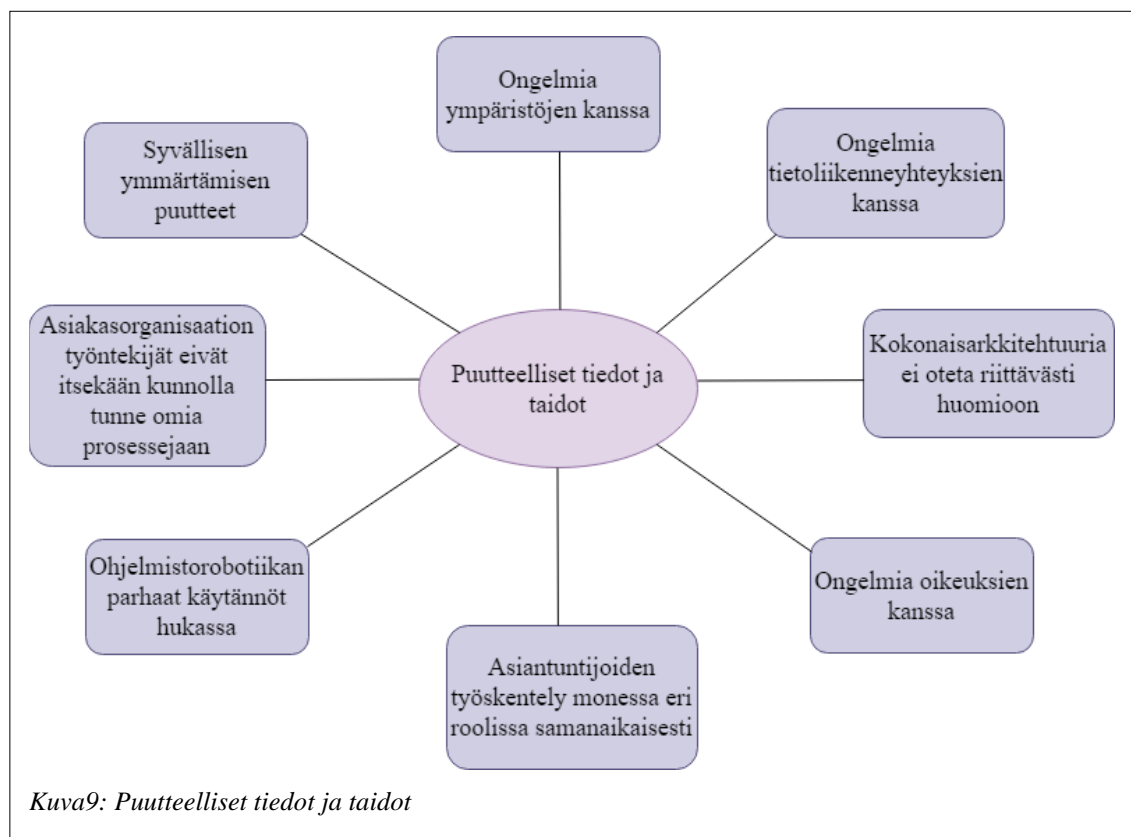 Ongelmia
ympäristöjen kanssa
Syvällisen
ymmärtämisen
puutteet
Ongelmia
tietoliikenneyhteyksien
kanssa
Asiakasorganisaation
työntekijät eivät
itsekään kunnolla
tunne omia
prosessejaan
Puutteelliset tiedot ja
taidot
Kokonaisarkkitehtuuria
ei oteta riittävästi
huomioon
Ohjelmistorobotiikan
parhaat käytännöt
hukassa
Ongelmia oikeuksien
kanssa
Asiantuntijoiden
työskentely monessa eri
roolissa samanaikaisesti
Kuva9: Puutteelliset tiedot ja taidot